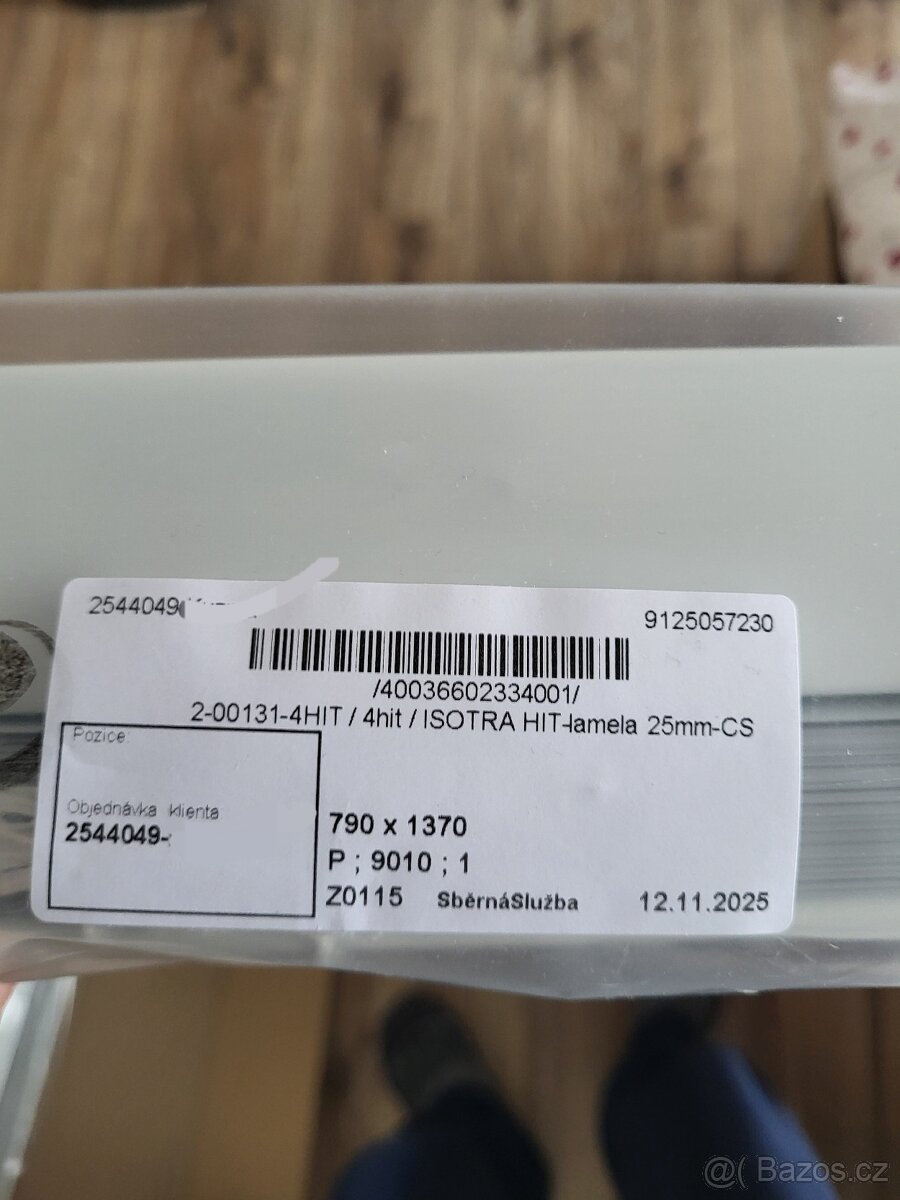 2544049
9125057230
/40036602334001/
2-00131-4HIT / 4hit / ISOTRA HIT-lamela 25mm-CS
Pozice:
Objednávka klienta
2544049-
790 x 1370
P ; 9010 ; 1
Z0115 SběrnáSlužba 12.11.2025
@( Bazos.cz